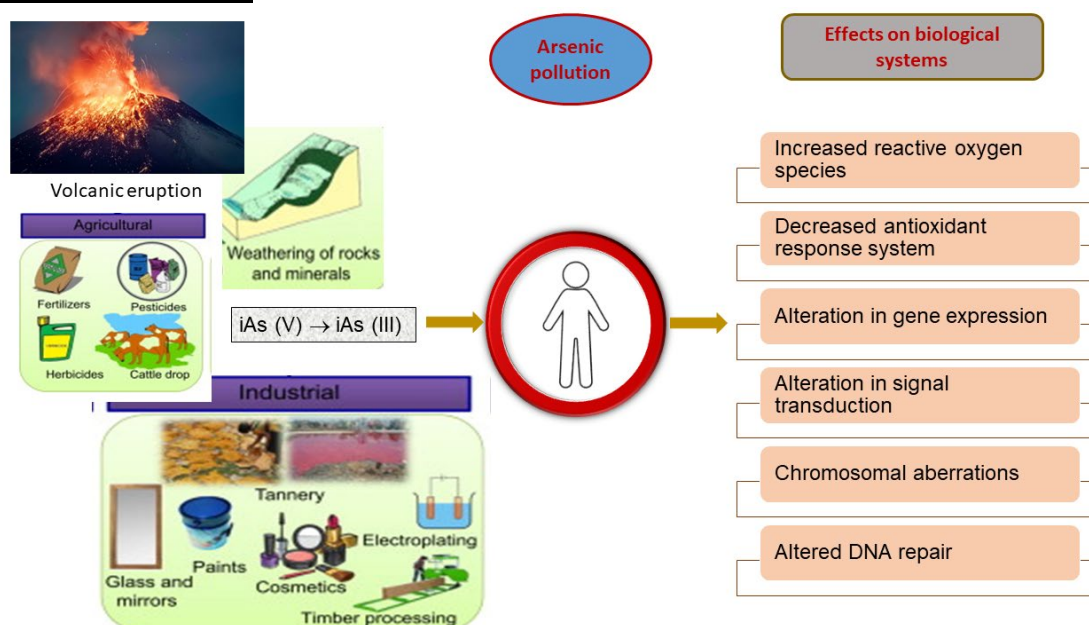 Arsenic
pollution
Effects on biological
systems
Volcanic eruption
Weathering of rocks
and minerals
Agricultural
Fertilizers
Pesticides
Herbicides
Cattle drop
iAs (V) → iAs (III)
Industrial
Tannery
Electroplating
Glass and
mirrors
Paints
Cosmetics
Timber processing
Increased reactive oxygen
species
Decreased antioxidant
response system
Alteration in gene expression
Alteration in signal
transduction
Chromosomal aberrations
Altered DNA repair